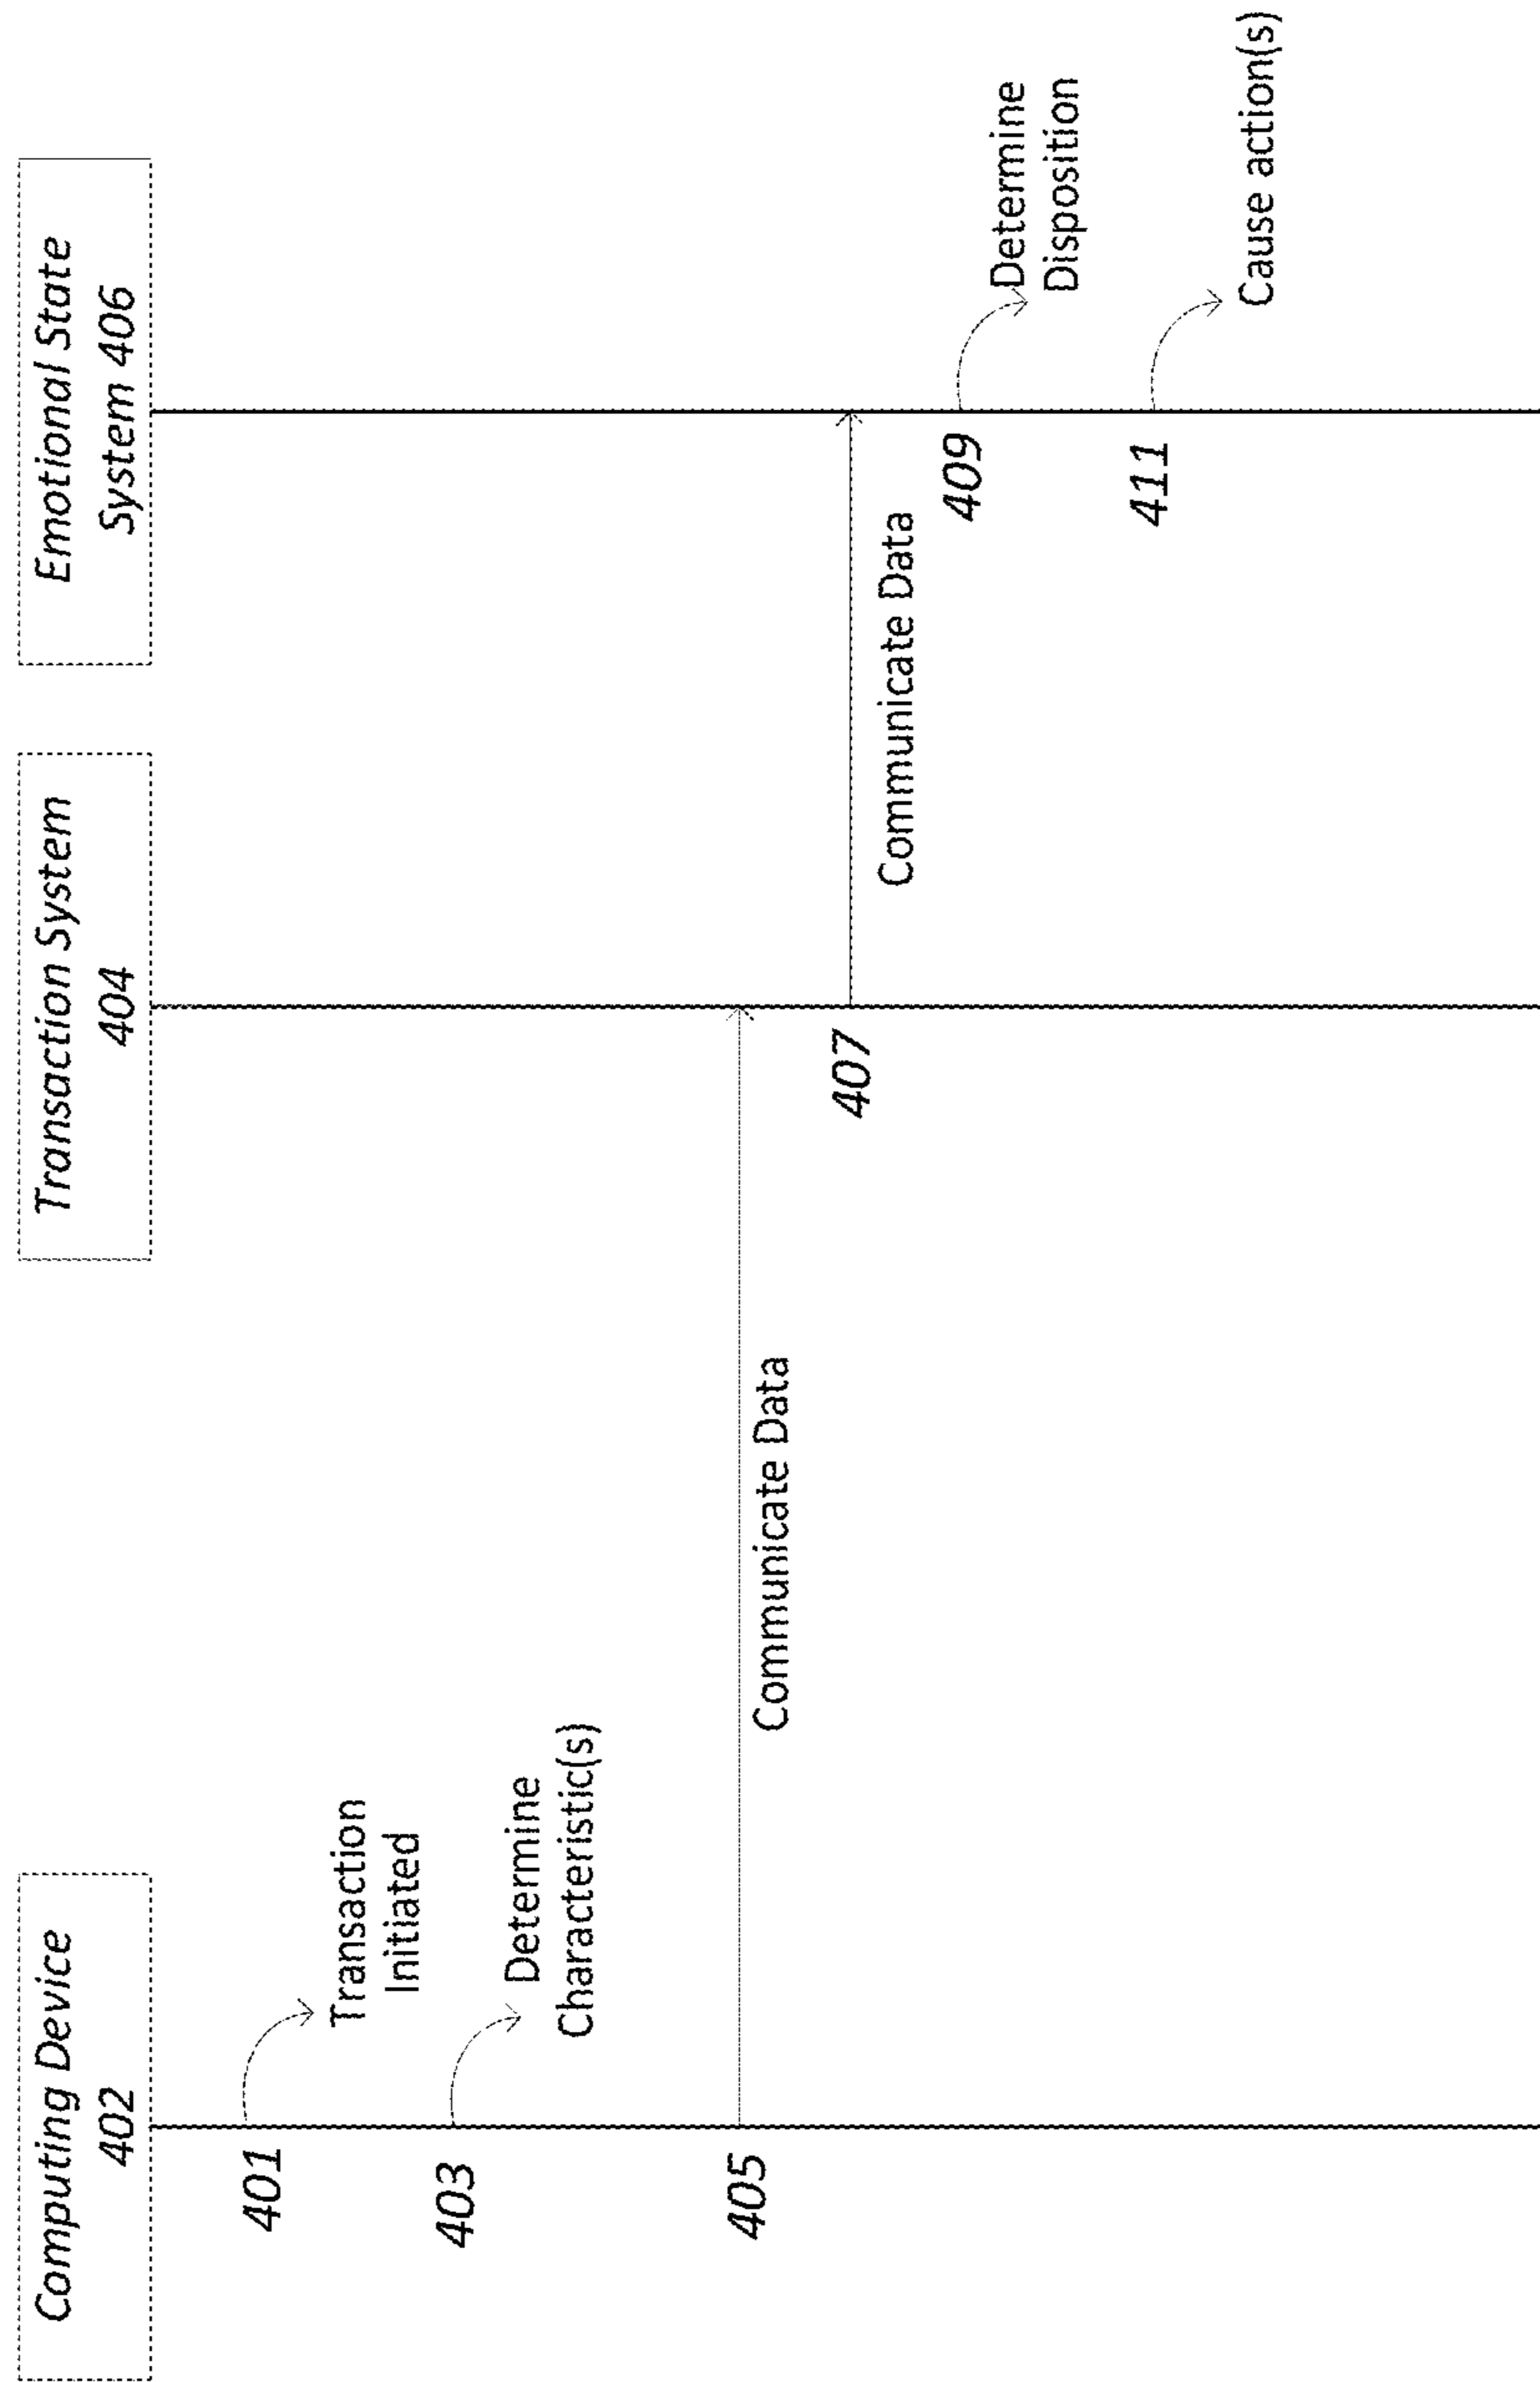 Computing Device
402
Transaction System
404
Emotional State
System 406
401
Transaction
Initiated
403
Determine
Characteristic(s)
405
Communicate Data
407
Communicate Data
409
Determine
Disposition
411
Cause action(s)